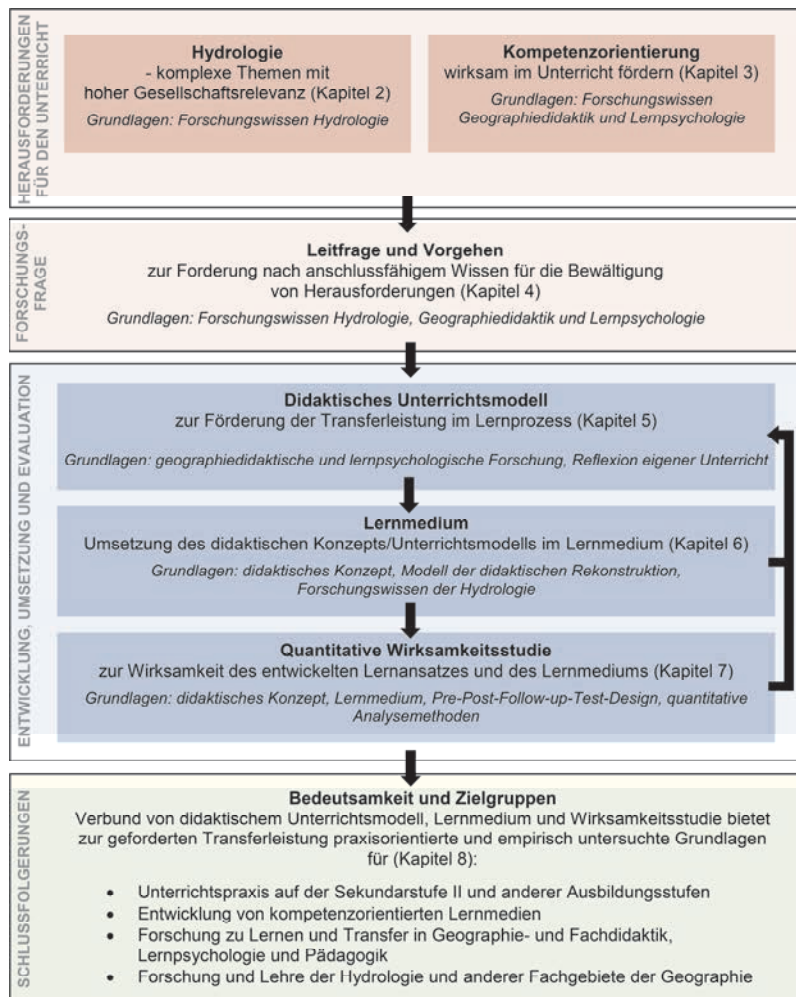 HERAUSFORDERUNGEN
FÜR DEN UNTERRICHT
Hydrologie
- komplexe Themen mit
hoher Gesellschaftsrelevanz (Kapitel 2)
Grundlagen: Forschungswissen Hydrologie
Kompetenzorientierung
wirksam im Unterricht fördern (Kapitel 3)
Grundlagen: Forschungswissen
Geographiedidaktik und Lernpsychologie
FORSCHUNGS-
FRAGE
Leitfrage und Vorgehen
zur Forderung nach anschlussfähigem Wissen für die Bewältigung
von Herausforderungen (Kapitel 4)
Grundlagen: Forschungswissen Hydrologie, Geographiedidaktik und Lernpsychologie
ENTWICKLUNG, UMSETZUNG UND EVALUATION
Didaktisches Unterrichtsmodell
zur Förderung der Transferleistung im Lernprozess (Kapitel 5)
Grundlagen: geographiedidaktische und lernpsychologische Forschung, Reflexion eigener Unterricht
Lernmedium
Umsetzung des didaktischen Konzepts/Unterrichtsmodells im Lernmedium (Kapitel 6)
Grundlagen: didaktisches Konzept, Modell der didaktischen Rekonstruktion,
Forschungswissen der Hydrologie
Quantitative Wirksamkeitsstudie
zur Wirksamkeit des entwickelten Lernansatzes und des Lernmediums (Kapitel 7)
Grundlagen: didaktisches Konzept, Lernmedium, Pre-Post-Follow-up-Test-Design, quantitative
Analysemethoden
SCHLUSSFOLGERUNGEN
Bedeutsamkeit und Zielgruppen
Verbund von didaktischem Unterrichtsmodell, Lernmedium und Wirksamkeitsstudie bietet
zur geforderten Transferleistung praxisorientierte und empirisch untersuchte Grundlagen
für (Kapitel 8):
• Unterrichtspraxis auf der Sekundarstufe II und anderer Ausbildungsstufen
• Entwicklung von kompetenzorientierten Lernmedien
• Forschung zu Lernen und Transfer in Geographie- und Fachdidaktik,
Lernpsychologie und Pädagogik
• Forschung und Lehre der Hydrologie und anderer Fachgebiete der Geographie